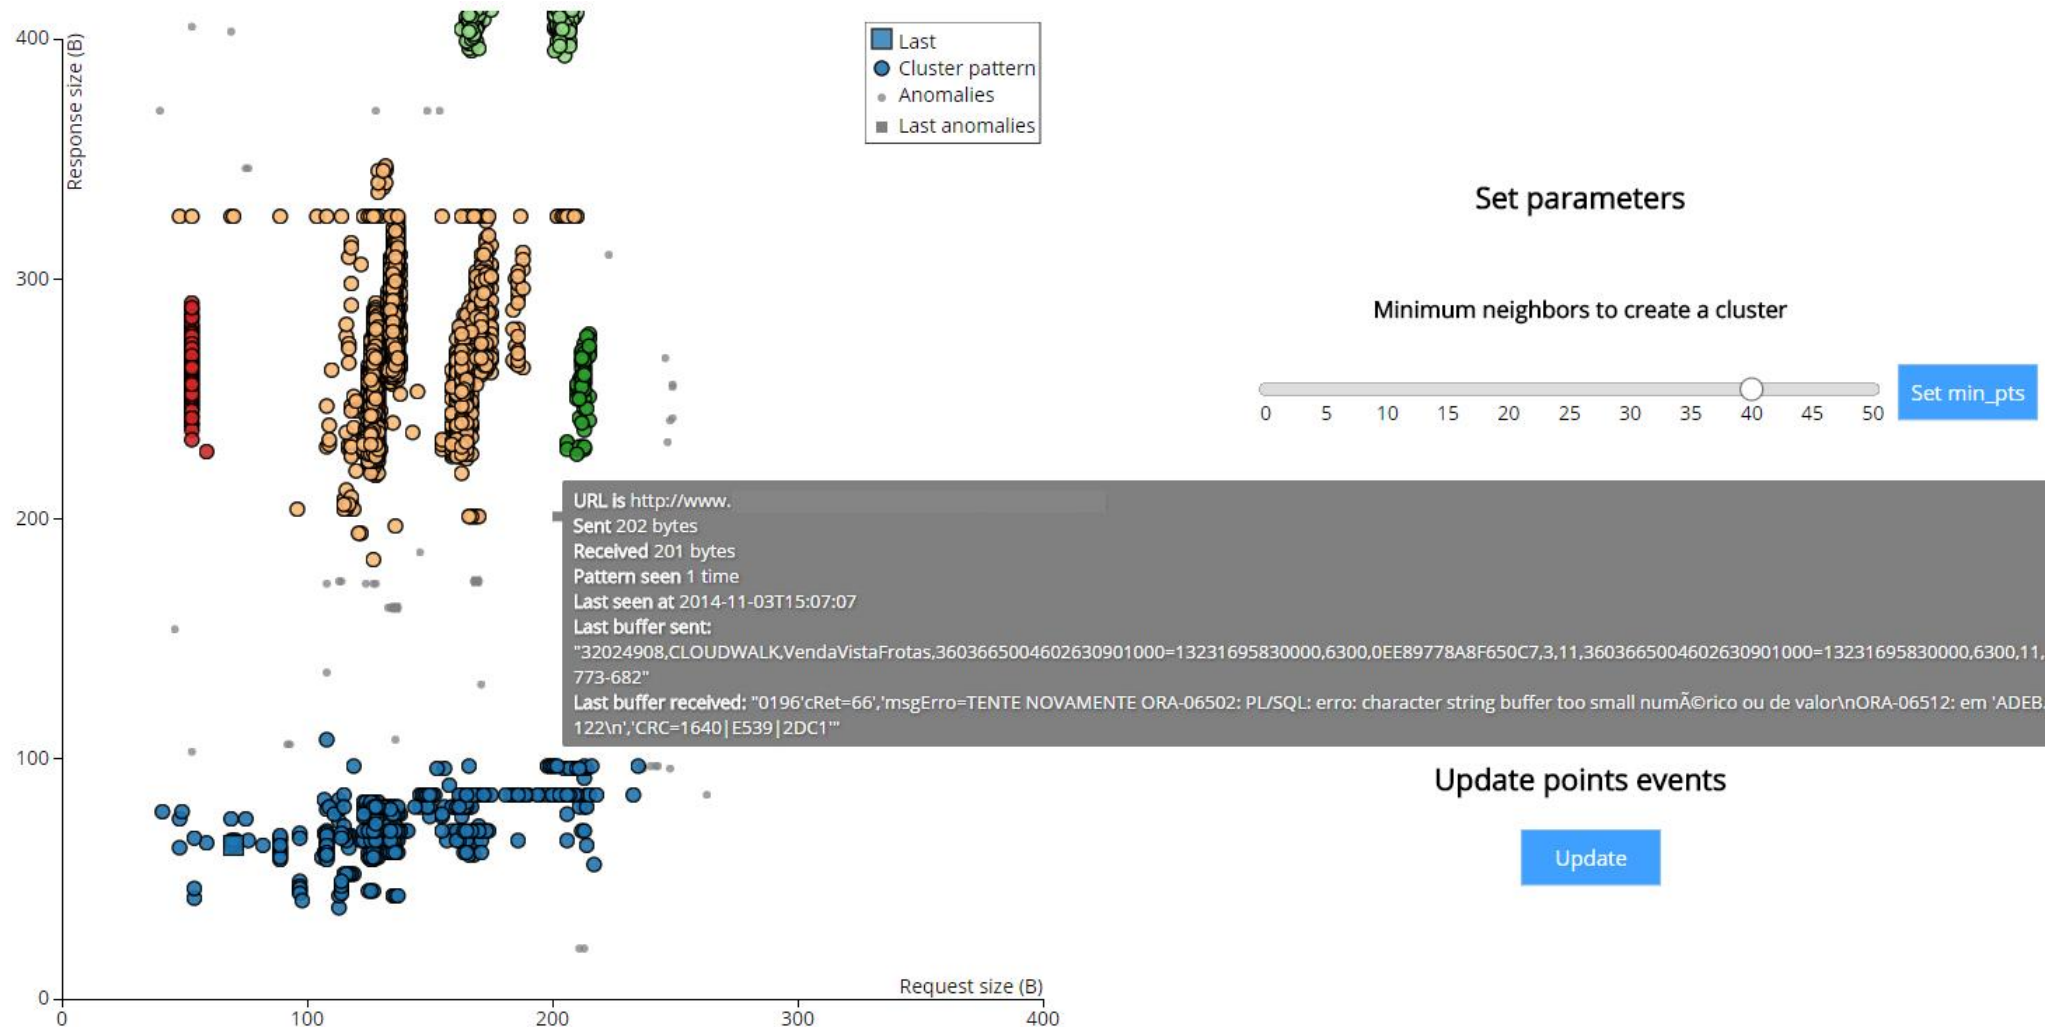 400
Response size (B)
300
200
100
0
0
100
200
300
400
Request size (B)
Last
Cluster pattern
Anomalies
Last anomalies
Set parameters
Minimum neighbors to create a cluster
0 5 10 15 20 25 30 35 40 45 50
Set min_pts
URL is http://www.
Sent 202 bytes
Received 201 bytes
Pattern seen 1 time
Last seen at 2014-11-03T15:07:07
Last buffer sent:
"32024908,CLOUDWALK,VendaVistaFrotas,3603665004602630901000=13231695830000,6300,0EE89778A8F650C7,3,11,3603665004602630901000=13231695830000,6300,11,
773-682"
Last buffer received: "0196'cRet=66','msgErro=TENTE NOVAMENTE ORA-06502: PL/SQL: erro: character string buffer too small numÃ©rico ou de valor\nORA-06512: em 'ADEB.
122\n','CRC=1640|E539|2DC1'"
Update points events
Update